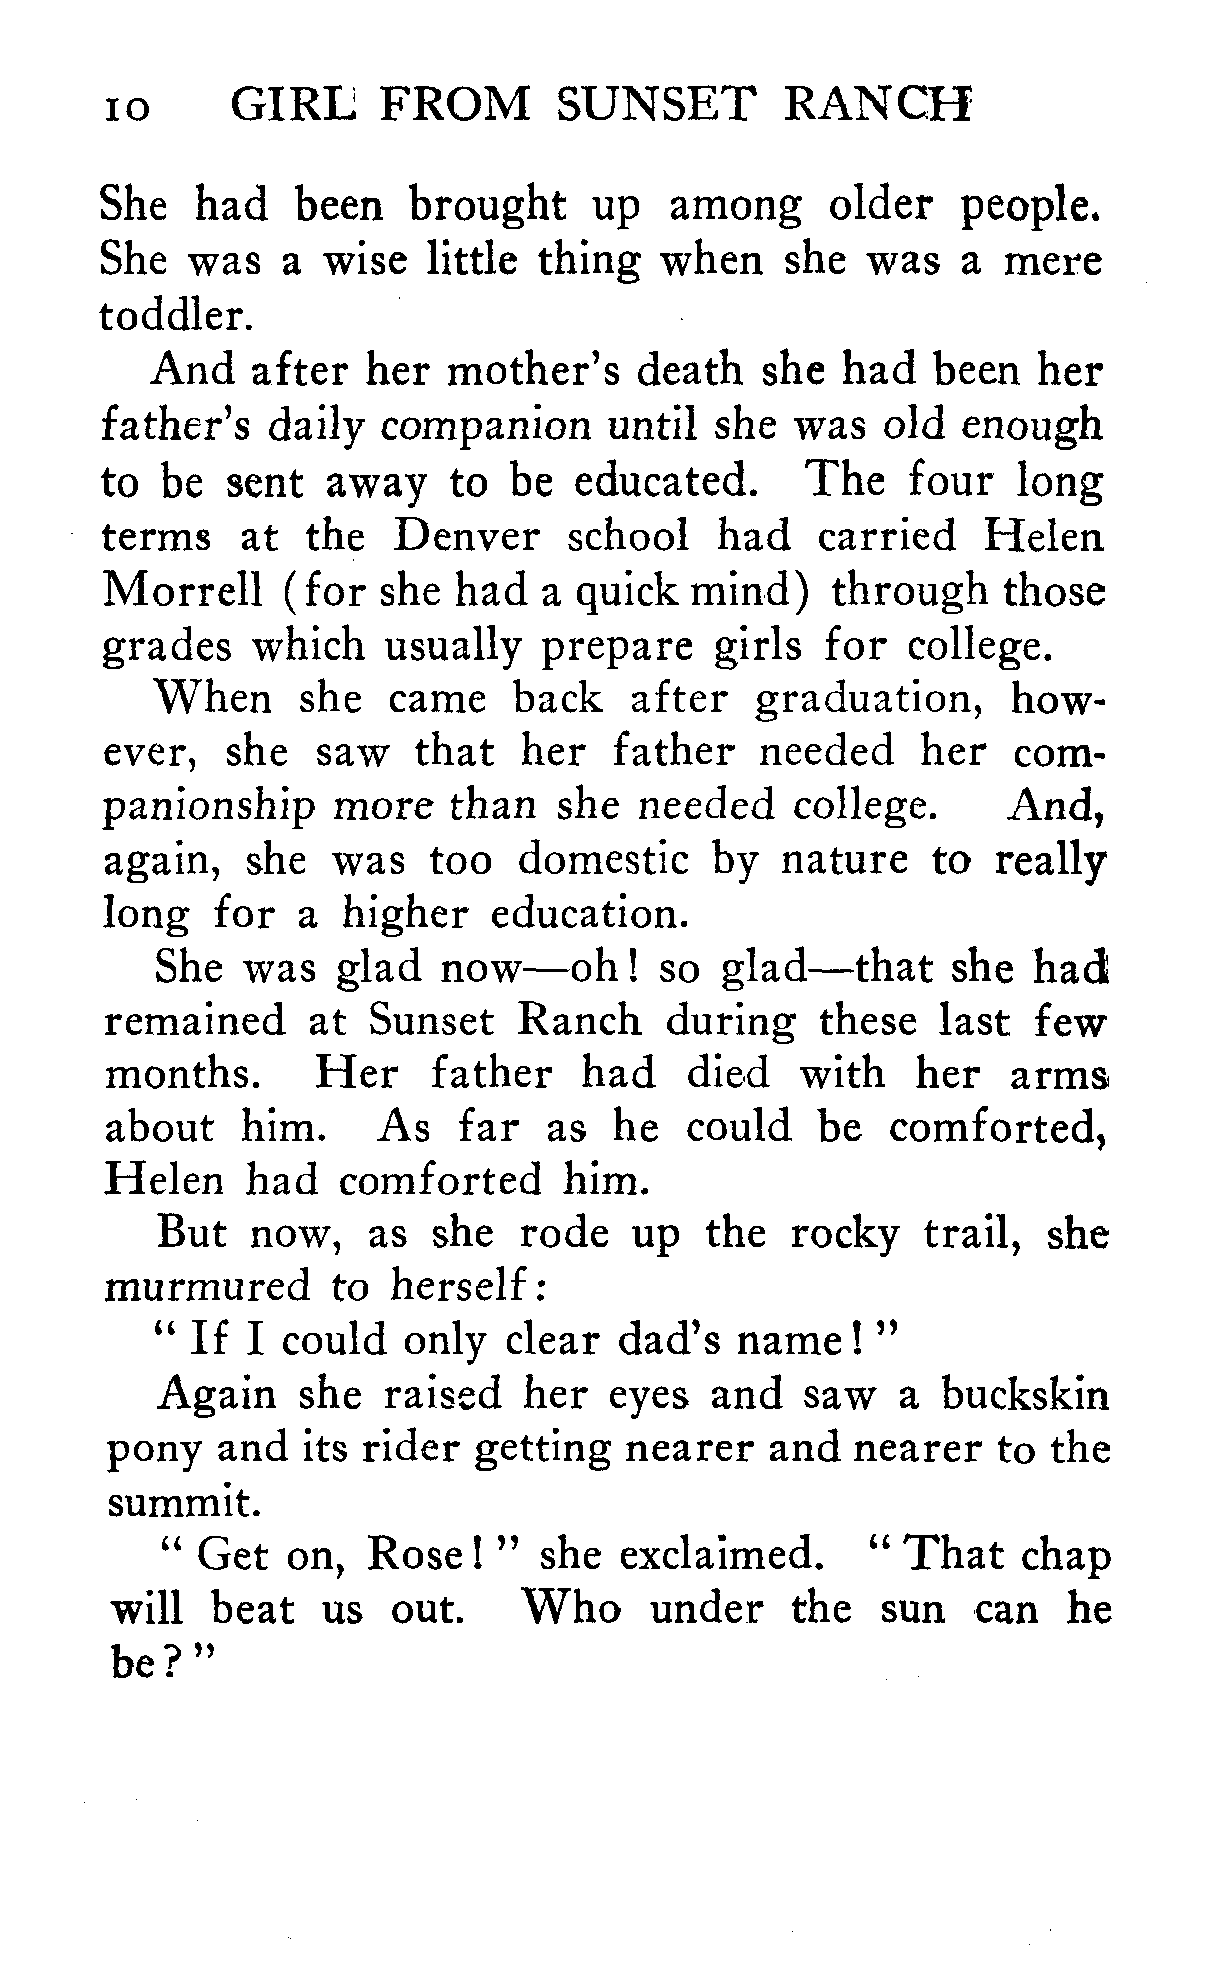 10 GIRL FROM SUNSET RANCH
She had been brought up among older people.
She was a wise little thing when she was a mere
toddler.
And after her mother's death she had been her
father's daily companion until she was old enough
to be sent away to be educated. The four long
terms at the Denver school had carried Helen
Morrell (for she had a quick mind) through those
grades which usually prepare girls for college.
When she came back after graduation, how-
ever, she saw that her father needed her com-
panionship more than she needed college. And,
again, she was too domestic by nature to really
long for a higher education.
She was glad now—oh! so glad—that she had
remained at Sunset Ranch during these last few
months. Her father had died with her arms
about him. As far as he could be comforted,
Helen had comforted him.
But now, as she rode up the rocky trail, she
murmured to herself:
" If I could only clear dad's name! "
Again she raised her eyes and saw a buckskin
pony and its rider getting nearer and nearer to the
summit.
" Get on, Rose! " she exclaimed. " That chap
will beat us out. Who under the sun can he
be? "